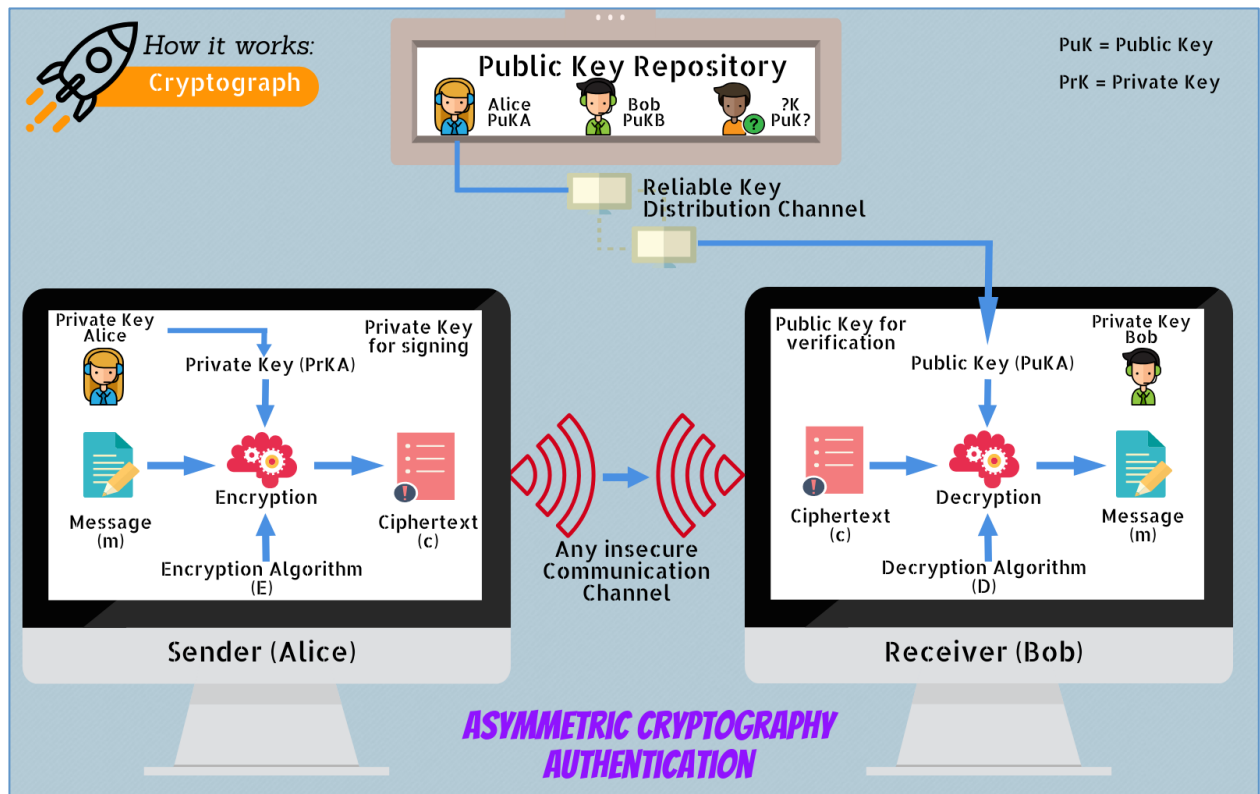 How it works:
Cryptograph
Public Key Repository
Alice
PuKA
Bob
PuKB
?
?K
PuK?
PuK = Public Key
PrK = Private Key
Reliable Key
Distribution Channel
Private Key
Alice
Private Key
for signing
Private Key (PrKA)
Encryption
Message
(m)
Ciphertext
(c)
Encryption Algorithm
(E)
Sender (Alice)
Any insecure
Communication
Channel
Public Key for
verification
Private Key
Bob
Public Key (PuKA)
Decryption
Ciphertext
(c)
Message
(m)
Decryption Algorithm
(D)
Receiver (Bob)
ASYMMETRIC CRYPTOGRAPHY
AUTHENTICATION